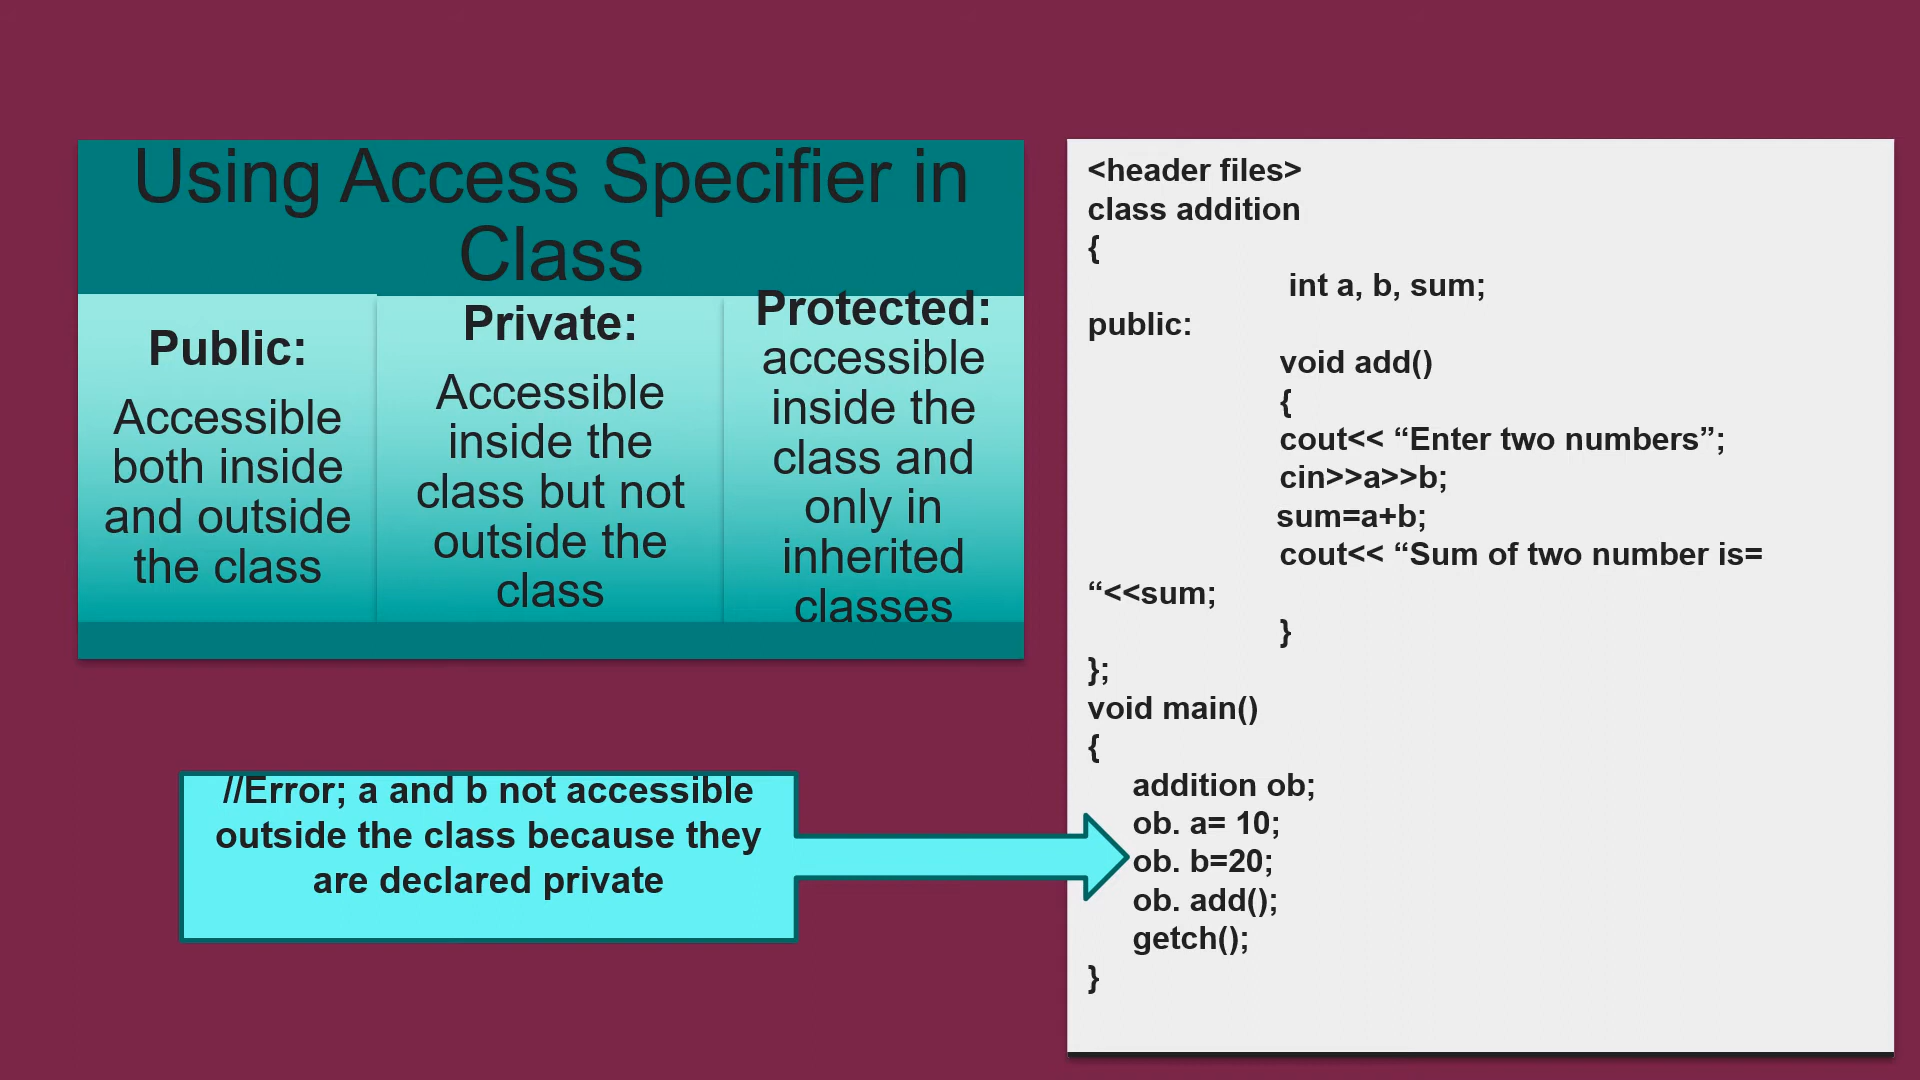 Using Access Specifier in
Class
Public:
Accessible
both inside
and outside
the class
Private:
Accessible
inside the
class but not
outside the
class
Protected:
accessible
inside the
class and
only in
inherited
classes
//Error; a and b not accessible
outside the class because they
are declared private
<header files>
class addition
{
int a, b, sum;
public:
void add()
{
cout<< “Enter two numbers”;
cin>>a>>b;
sum=a+b;
cout<< “Sum of two number is=
“<<sum;
}
};
void main()
{
addition ob;
ob. a= 10;
ob. b=20;
ob. add();
getch();
}